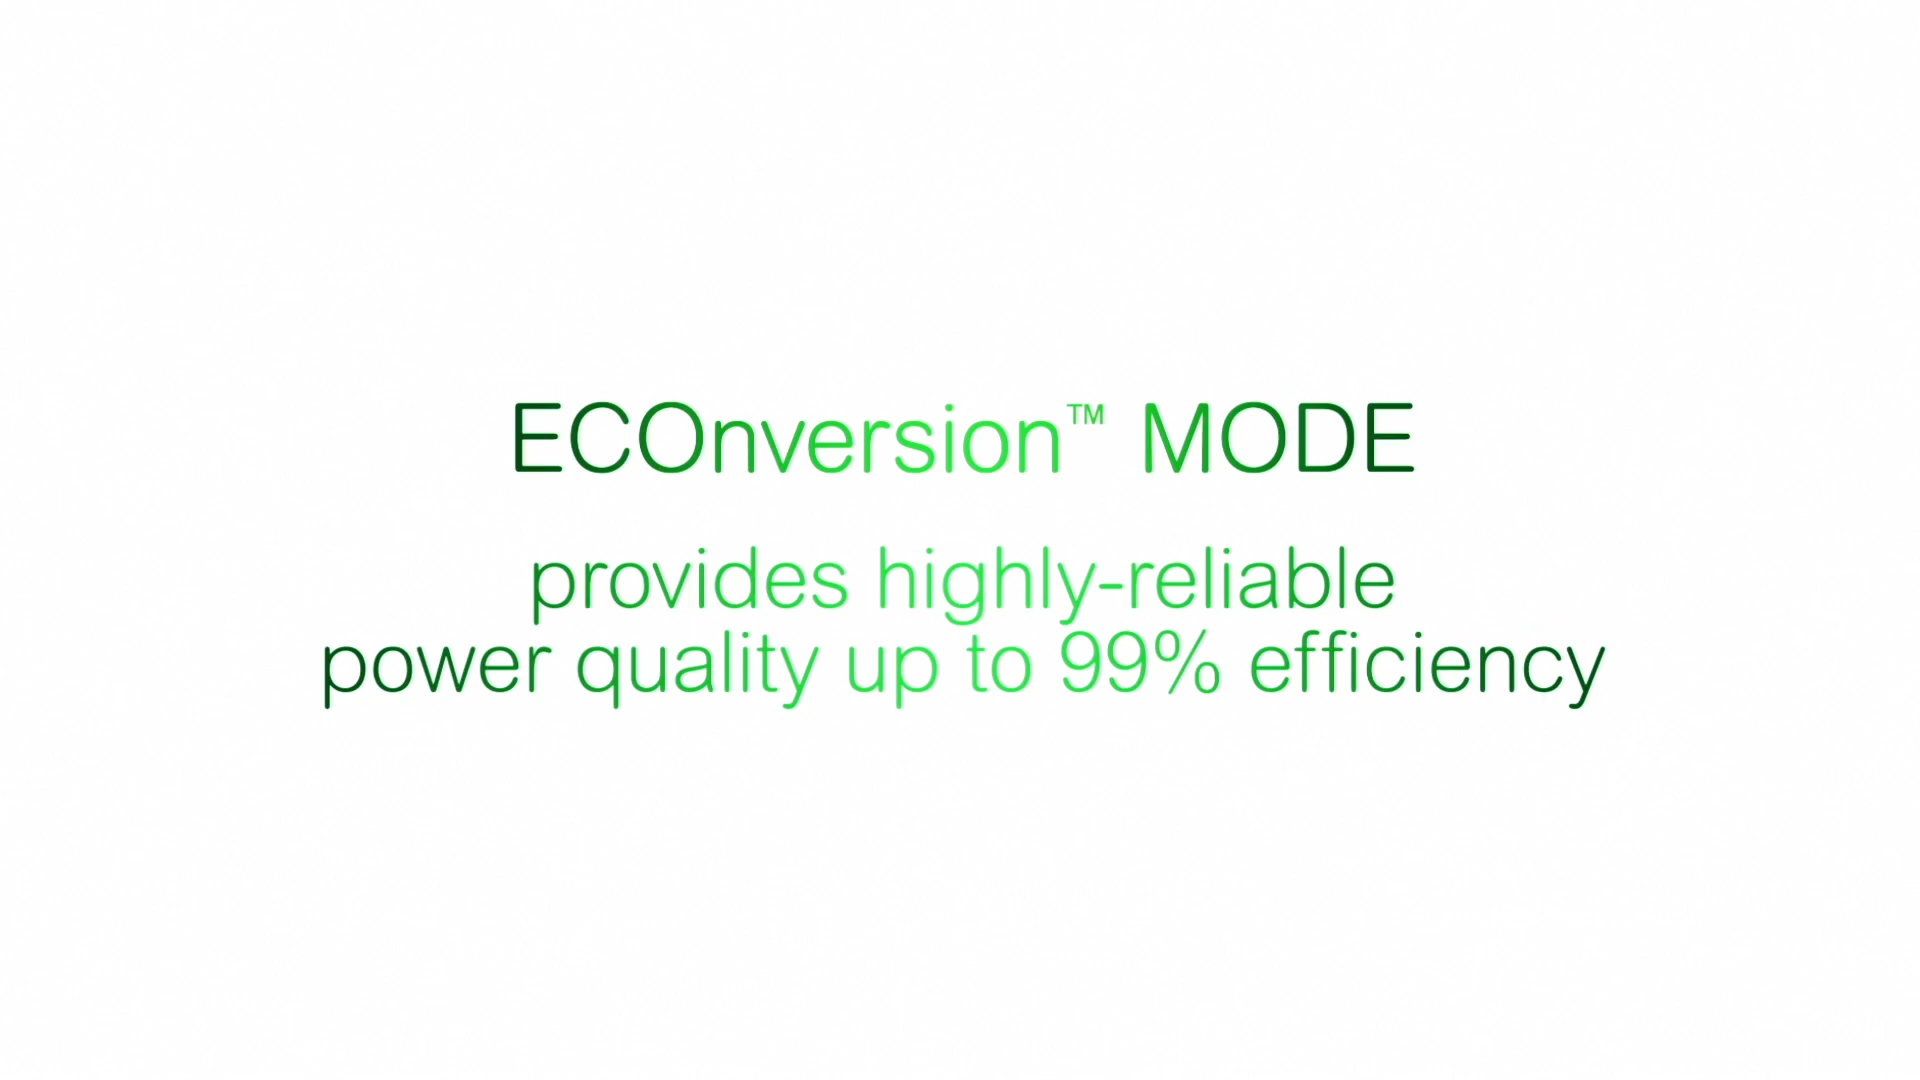 ECOnversion™ MODE
provides highly-reliable
power quality up to 99% efficiency